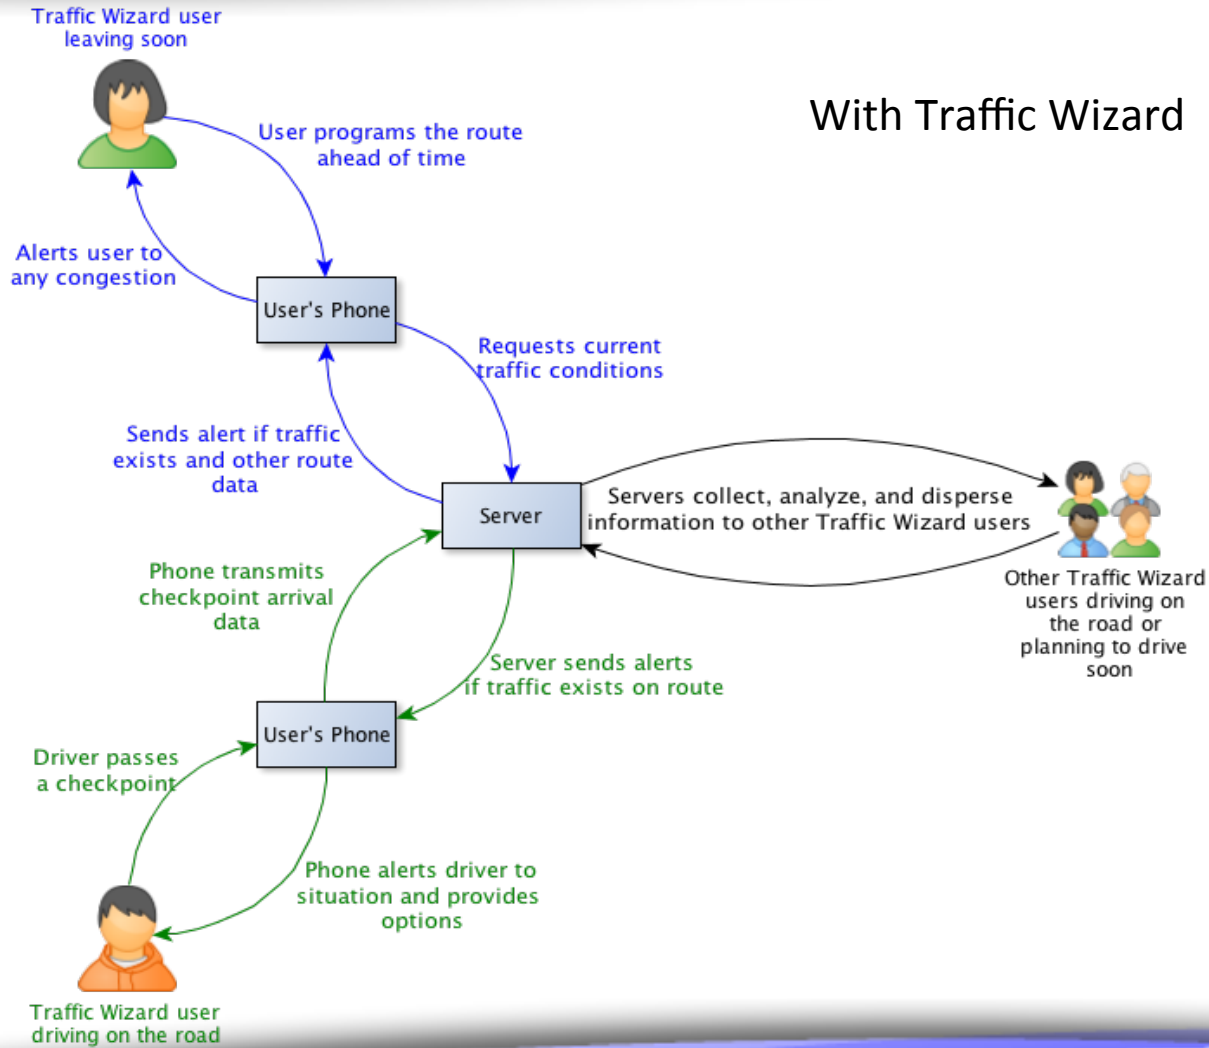 Traffic Wizard user
leaving soon
With Traffic Wizard
User programs the route
ahead of time
Alerts user to
any congestion
User's Phone
Requests current
traffic conditions
Sends alert if traffic
exists and other route
data
Server
Servers collect, analyze, and disperse
information to other Traffic Wizard users
Other Traffic Wizard
users driving on
the road or
planning to drive
soon
Phone transmits
checkpoint arrival
data
Server sends alerts
if traffic exists on route
User's Phone
Driver passes
a checkpoint
Phone alerts driver to
situation and provides
options
Traffic Wizard user
driving on the road